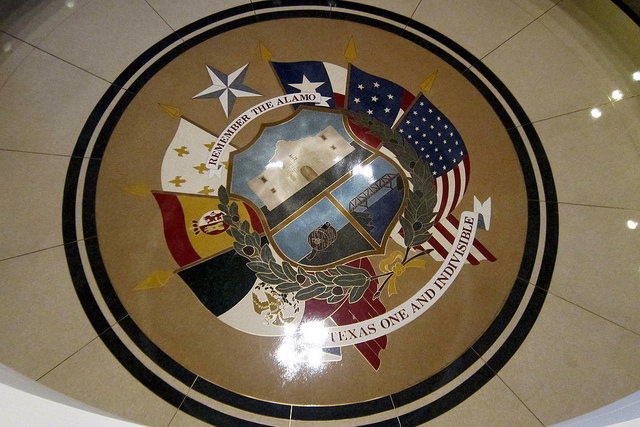 REMEMBER THE ALAMO
TEXAS ONE AND INDIVISIBLE